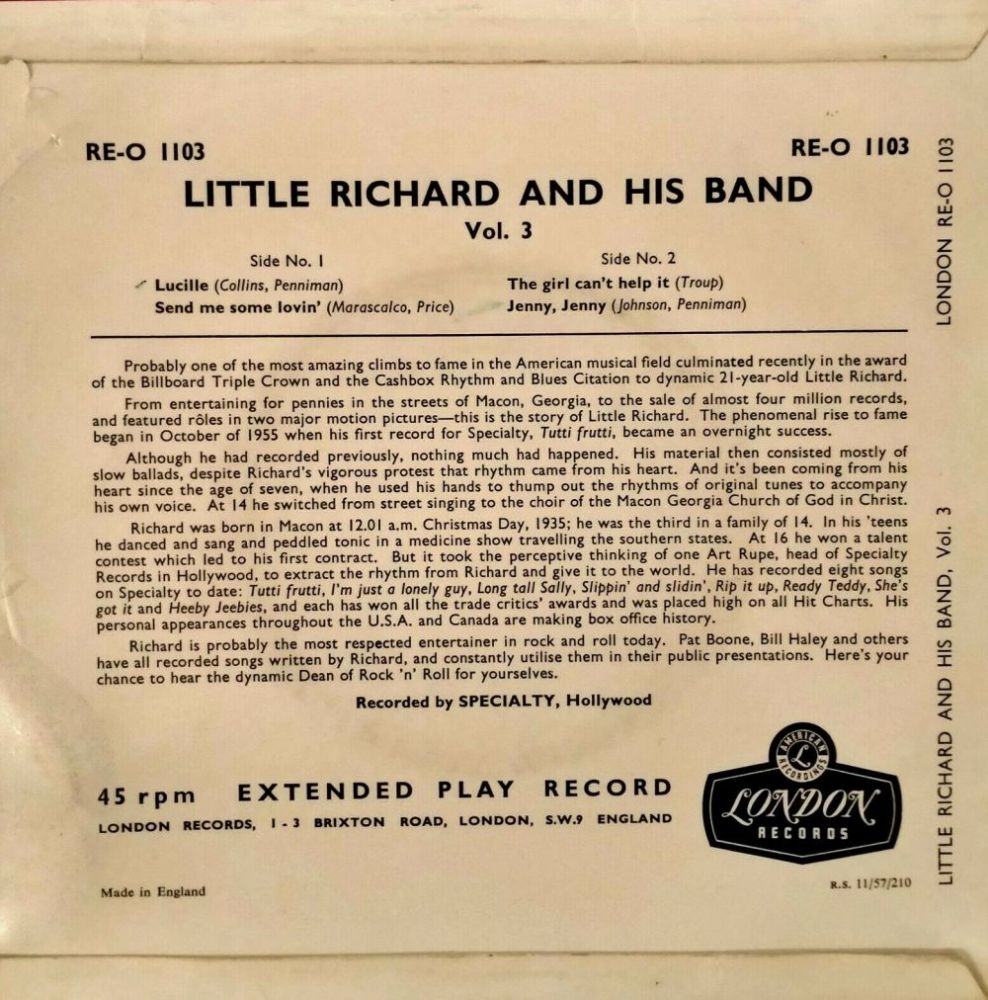 RE-O 1103
RE-O 1103
LITTLE RICHARD AND HIS BAND
Vol. 3
Side No. 1
Lucille (Collins, Penniman)
Send me some lovin' (Marascalco, Price)
Side No. 2
The girl can't help it (Troup)
Jenny, Jenny (Johnson, Penniman)
Probably one of the most amazing climbs to fame in the American musical field culminated recently in the award
of the Billboard Triple Crown and the Cashbox Rhythm and Blues Citation to dynamic 21-year-old Little Richard.
From entertaining for pennies in the streets of Macon, Georgia, to the sale of almost four million records,
and featured rôles in two major motion pictures—this is the story of Little Richard. The phenomenal rise to fame
began in October of 1955 when his first record for Specialty, Tutti frutti, became an overnight success.
Although he had recorded previously, nothing much had happened. His material then consisted mostly of
slow ballads, despite Richard's vigorous protest that rhythm came from his heart. And it's been coming from his
heart since the age of seven, when he used his hands to thump out the rhythms of original tunes to accompany
his own voice. At 14 he switched from street singing to the choir of the Macon Georgia Church of God in Christ.
Richard was born in Macon at 12.01 a.m. Christmas Day, 1935; he was the third in a family of 14. In his 'teens
he danced and sang and peddled tonic in a medicine show travelling the southern states. At 16 he won a talent
contest which led to his first contract. But it took the perceptive thinking of one Art Rupe, head of Specialty
Records in Hollywood, to extract the rhythm from Richard and give it to the world. He has recorded eight songs
on Specialty to date: Tutti frutti, I'm just a lonely guy, Long tall Sally, Slippin' and slidin', Rip it up, Ready Teddy, She's
got it and Heeby Jeebies, and each has won all the trade critics' awards and was placed high on all Hit Charts. His
personal appearances throughout the U.S.A. and Canada are making box office history.
Richard is probably the most respected entertainer in rock and roll today. Pat Boone, Bill Haley and others
have all recorded songs written by Richard, and constantly utilise them in their public presentations. Here's your
chance to hear the dynamic Dean of Rock 'n' Roll for yourselves.
Recorded by SPECIALTY, Hollywood
45 rpm EXTENDED PLAY RECORD
LONDON RECORDS, 1 - 3 BRIXTON ROAD, LONDON, S.W.9 ENGLAND
Made in England
AMERICAN
L
RECORDINGS
LONDON
RECORDS
R.S. 11/57/210
LITTLE RICHARD AND HIS BAND, Vol. 3
LONDON RE-O 1103